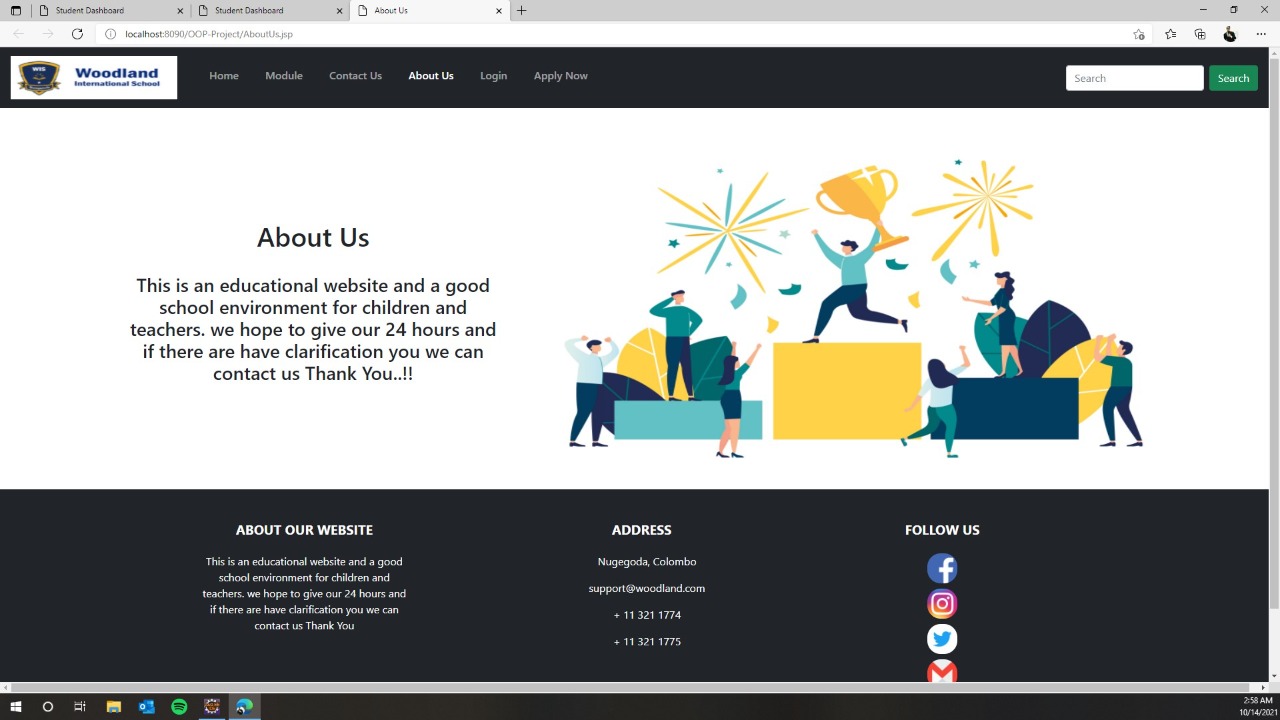 Student Dashboard
Student Dashboard
About Us
localhost:8090/OOP-Project/AboutUs.jsp
WIS
Woodland
International School
Home
Module
Contact Us
About Us
Login
Apply Now
Search
Search
About Us
This is an educational website and a good
school environment for children and
teachers. we hope to give our 24 hours and
if there are have clarification you we can
contact us Thank You..!!
ABOUT OUR WEBSITE
This is an educational website and a good
school environment for children and
teachers. we hope to give our 24 hours and
if there are have clarification you we can
contact us Thank You
ADDRESS
Nugegoda, Colombo
support@woodland.com
+ 11 321 1774
+ 11 321 1775
FOLLOW US
2:58 AM
10/14/2021